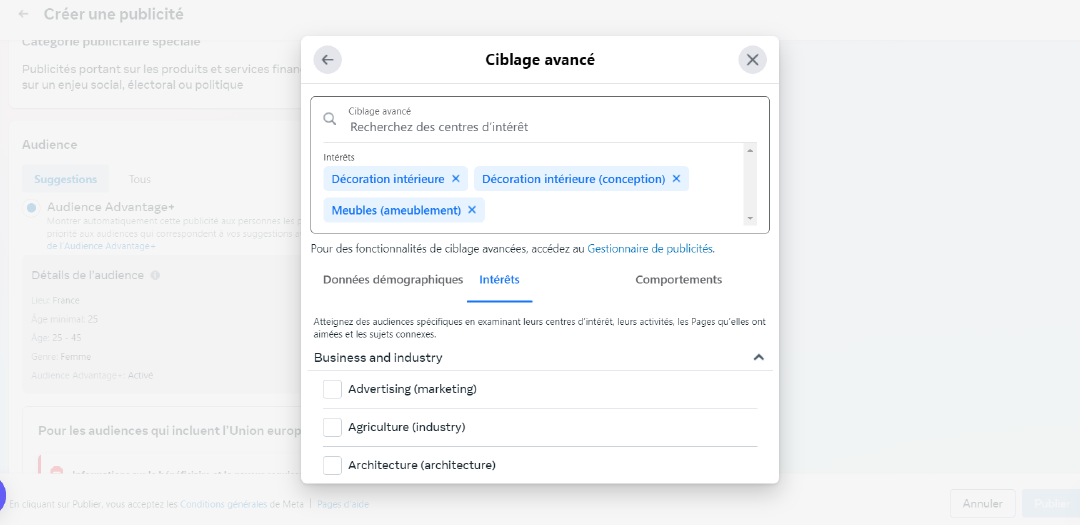 Créer une publicité
Catégorie publicitaire spéciale
Publicités portant sur les produits et services finan
sur un enjeu social, électoral ou politique
Audience
Suggestions
Tous
Audience Advantage+
Montrer automatiquement cette publicité aux personnes les
priorité aux audiences qui correspondent à vos suggestions
de l'Audience Advantage+
Détails de l'audience
Lieu: France
Âge minimal: 25
Âge: 25 - 45
Genre: Femme
Audience Advantage+: Activé
Pour les audiences qui incluent l'Union europ
En cliquant sur Publier, vous acceptez les Conditions générales de Meta | Pages d'aide
Annuler
Publier
Ciblage avancé
Ciblage avancé
Recherchez des centres d'intérêt
Intérêts
Décoration intérieure
Décoration intérieure (conception)
Meubles (ameublement)
Pour des fonctionnalités de ciblage avancées, accédez au Gestionnaire de publicités.
Données démographiques
Intérêts
Comportements
Atteignez des audiences spécifiques en examinant leurs centres d'intérêt, leurs activités, les Pages qu'elles ont
aimées et les sujets connexes.
Business and industry
Advertising (marketing)
Agriculture (industry)
Architecture (architecture)